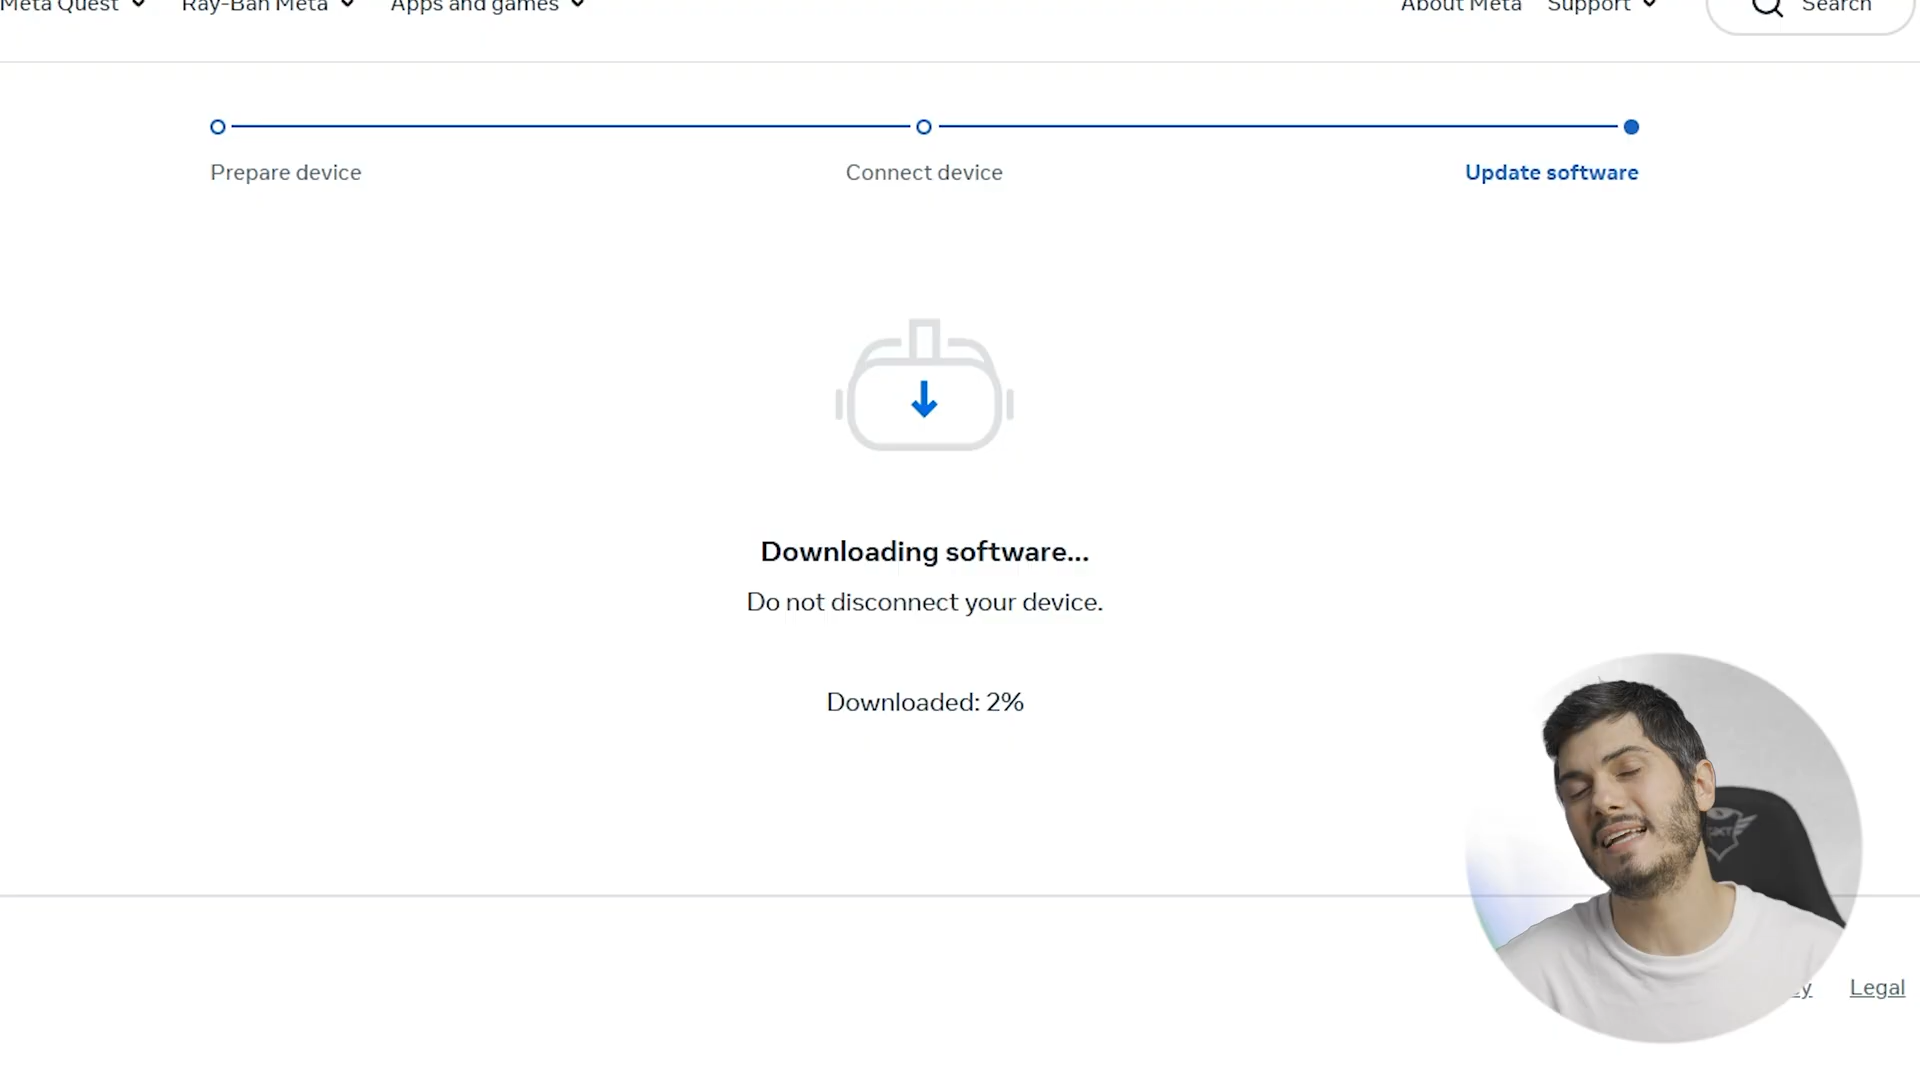 Meta Quest
Ray-Ban Meta
Apps and games
About Meta
Support
Search
Prepare device
Connect device
Update software
Downloading software...
Do not disconnect your device.
Downloaded: 2%
Legal